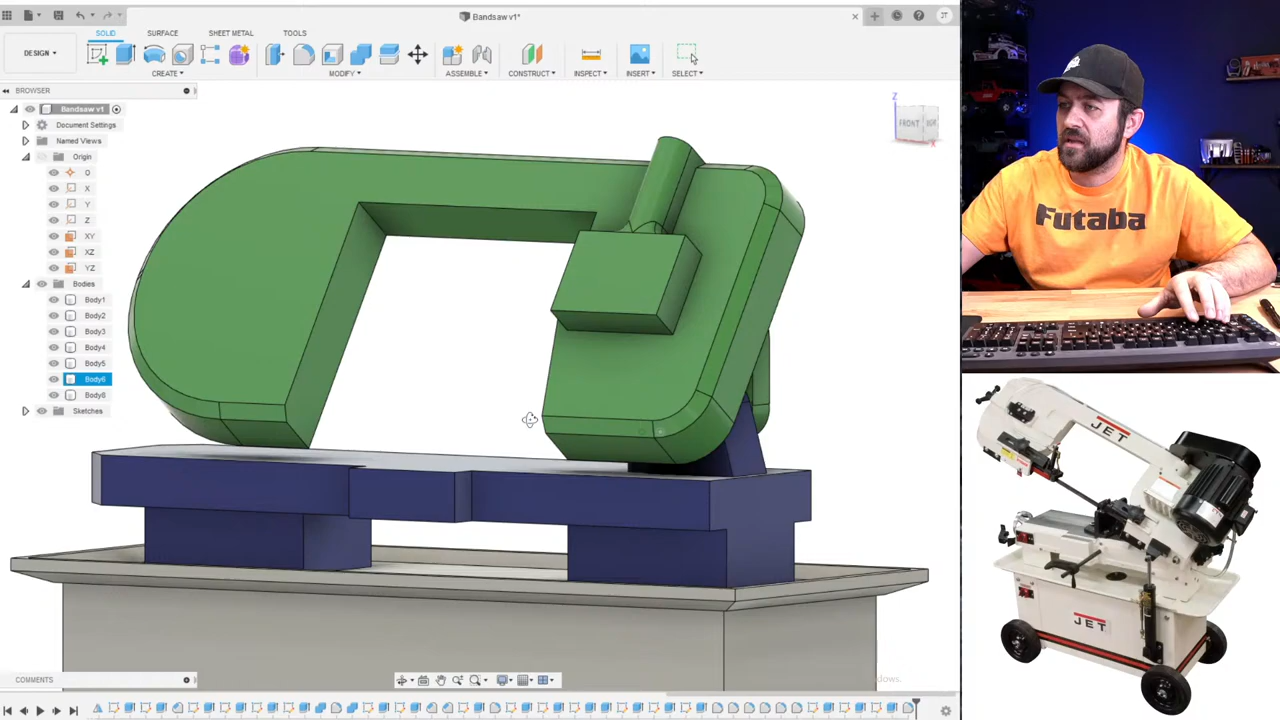 Bandsaw v1*
JT
SOLID
SURFACE
SHEET METAL
TOOLS
DESIGN
CREATE
MODIFY
ASSEMBLE
CONSTRUCT
INSPECT
INSERT
SELECT
BROWSER
Bandsaw v1
Document Settings
Named Views
Origin
O
X
Y
Z
XY
XZ
YZ
Bodies
Body1
Body2
Body3
Body4
Body5
Body6
Body8
Sketches
Z
FRONT
X
COMMENTS
dows.
Futaba
JET
JET